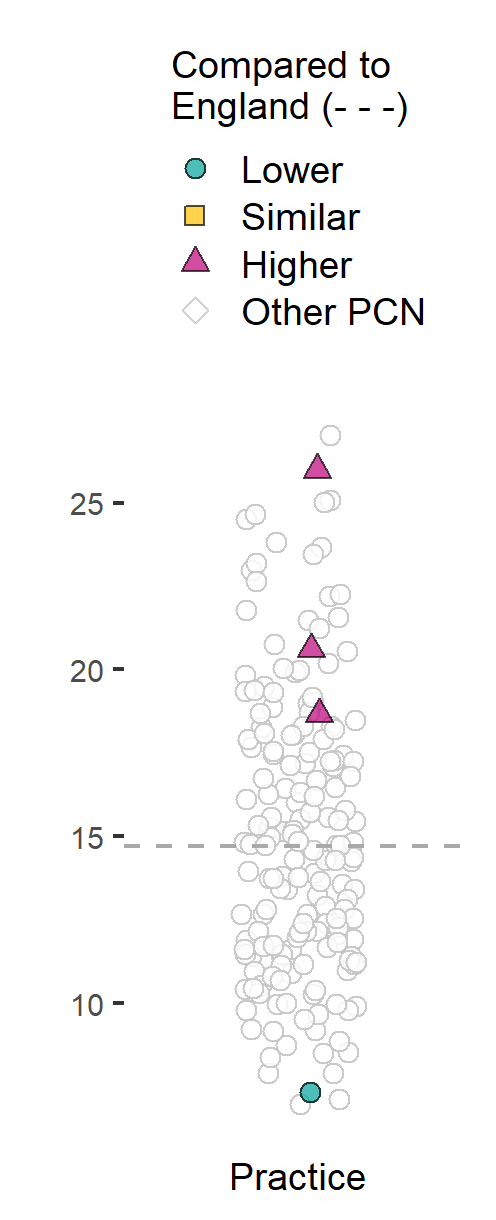 Compared to
England (- - -)
Lower
Similar
Higher
Other PCN
25
20
15
10
Practice